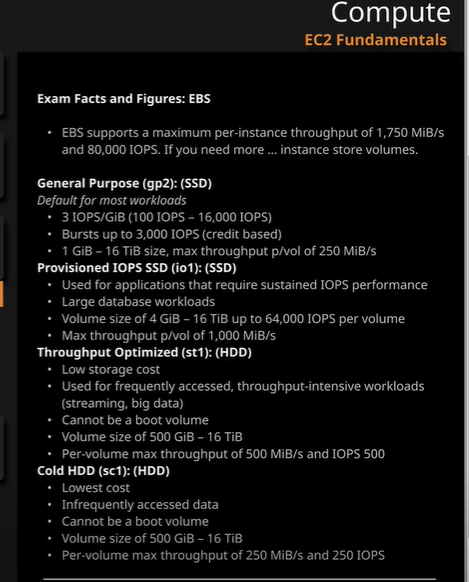 Compute
EC2 Fundamentals
Exam Facts and Figures: EBS
• EBS supports a maximum per-instance throughput of 1,750 MiB/s
and 80,000 IOPS. If you need more ... instance store volumes.
General Purpose (gp2): (SSD)
Default for most workloads
• 3 IOPS/GiB (100 IOPS – 16,000 IOPS)
• Bursts up to 3,000 IOPS (credit based)
• 1 GiB – 16 TiB size, max throughput p/vol of 250 MiB/s
Provisioned IOPS SSD (io1): (SSD)
• Used for applications that require sustained IOPS performance
• Large database workloads
• Volume size of 4 GiB – 16 TiB up to 64,000 IOPS per volume
• Max throughput p/vol of 1,000 MiB/s
Throughput Optimized (st1): (HDD)
• Low storage cost
• Used for frequently accessed, throughput-intensive workloads
(streaming, big data)
• Cannot be a boot volume
• Volume size of 500 GiB – 16 TiB
• Per-volume max throughput of 500 MiB/s and IOPS 500
Cold HDD (sc1): (HDD)
• Lowest cost
• Infrequently accessed data
• Cannot be a boot volume
• Volume size of 500 GiB – 16 TiB
• Per-volume max throughput of 250 MiB/s and 250 IOPS